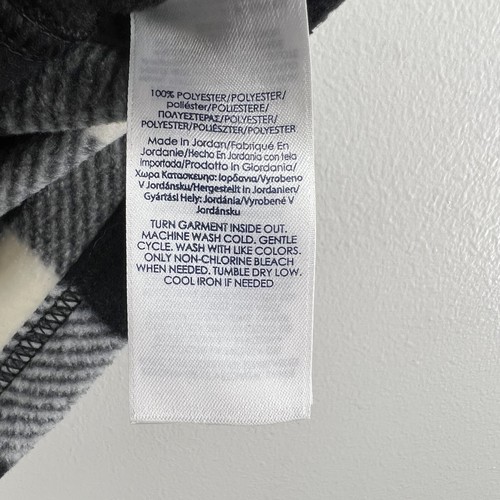 100% POLYESTER/POLYESTER/
poliéster/POLIESTERE/
ΠΟΛΥΕΣΤΕΡΑΣ/POLYESTER/
POLYESTER/POLIÉSZTER/POLYESTER
Made in Jordan/Fabriqué En
Jordanie/Hecho En Jordania con tela
Importada/Prodotto In Giordania/
Χωρα Κατασκευης: Ιορδανια/Vyrobeno
V Jordánsku/Hergestellt in Jordanien/
Gyártási Hely: Jordánia/Vyrobené V
Jordánsku
TURN GARMENT INSIDE OUT.
MACHINE WASH COLD. GENTLE
CYCLE. WASH WITH LIKE COLORS.
ONLY NON-CHLORINE BLEACH
WHEN NEEDED. TUMBLE DRY LOW.
COOL IRON IF NEEDED